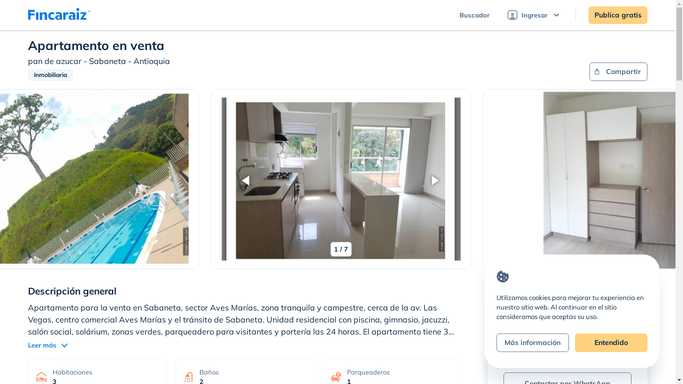 Fincaraiz
Buscador
Ingresar
Publica gratis
Apartamento en venta
pan de azucar - Sabaneta - Antioquia
Inmobiliaria
Compartir
1 / 7
Descripción general
Apartamento para la venta en Sabaneta, sector Aves Marías, zona tranquila y campestre, cerca de la av. Las
Vegas, centro comercial Aves Marías y el tránsito de Sabaneta. Unidad residencial con piscina, gimnasio, jacuzzi,
salón social, solárium, zonas verdes, parqueadero para visitantes y portería las 24 horas. El apartamento tiene 3...
Leer más
Habitaciones
3
Baños
2
Parqueaderos
1
Utilizamos cookies para mejorar tu experiencia en
nuestro sitio web. Al continuar en el sitio
consideramos que aceptas su uso.
Más información
Entendido
Contactar por WhatsApp